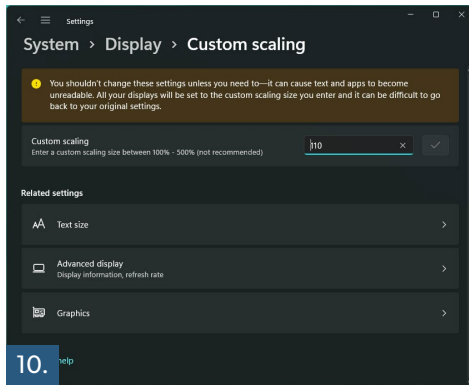 Settings
System > Display > Custom scaling
You shouldn't change these settings unless you need to—it can cause text and apps to become
unreadable. All your displays will be set to the custom scaling size you enter and it can be difficult to go
back to your original settings.
Custom scaling
Enter a custom scaling size between 100% - 500% (not recommended)
110
Related settings
Text size
Advanced display
Display information, refresh rate
Graphics
10.
help